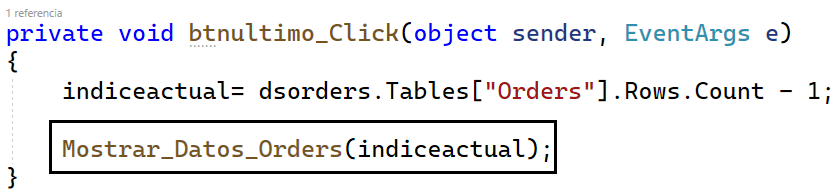 1 referencia
private void btnultimo_Click(object sender, EventArgs e)
{
indiceactual= dsorders.Tables["Orders"].Rows.Count - 1;
Mostrar_Datos_Orders(indiceactual);
}